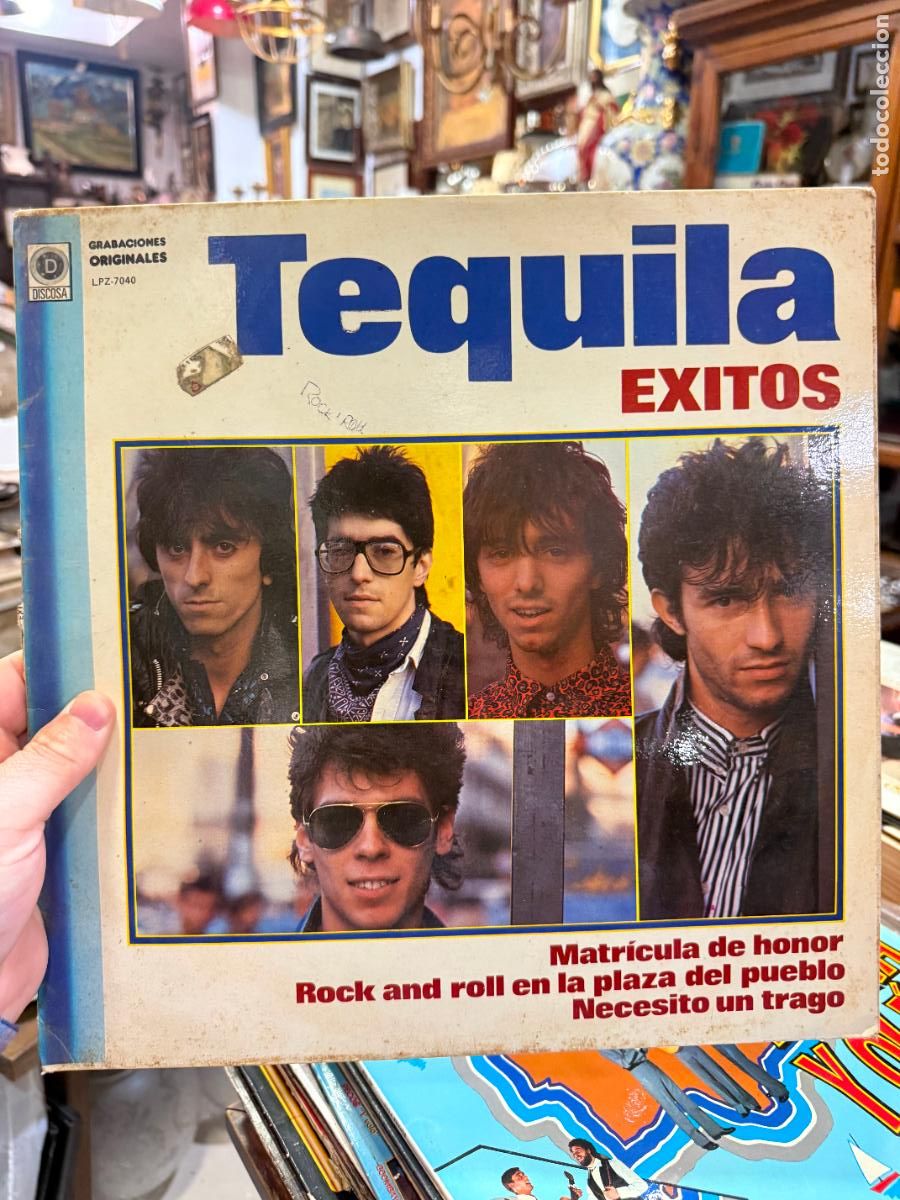 todocoleccion
GRABACIONES
ORIGINALES
LPZ-7040
D
DISCOSA
Tequila
EXITOS
ROCK
Matrícula de honor
Rock and roll en la plaza del pueblo
Necesito un trago